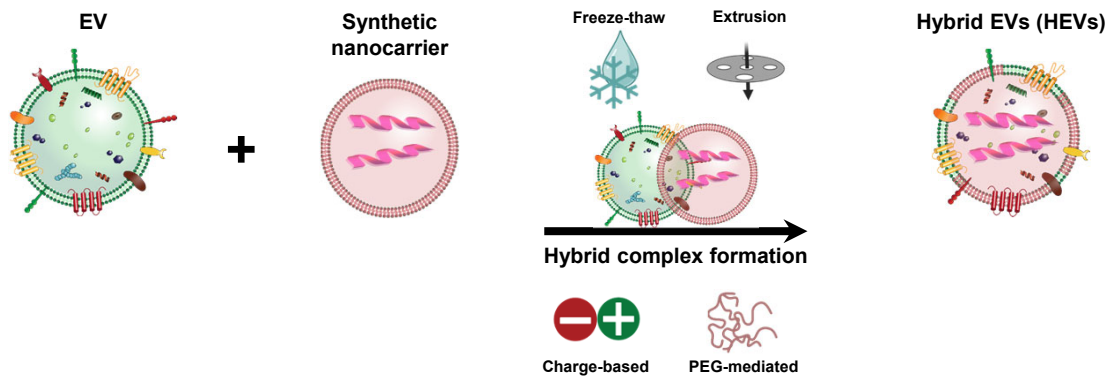 EV
Synthetic
nanocarrier
Freeze-thaw
Extrusion
Hybrid EVs (HEVs)
Hybrid complex formation
Charge-based
PEG-mediated